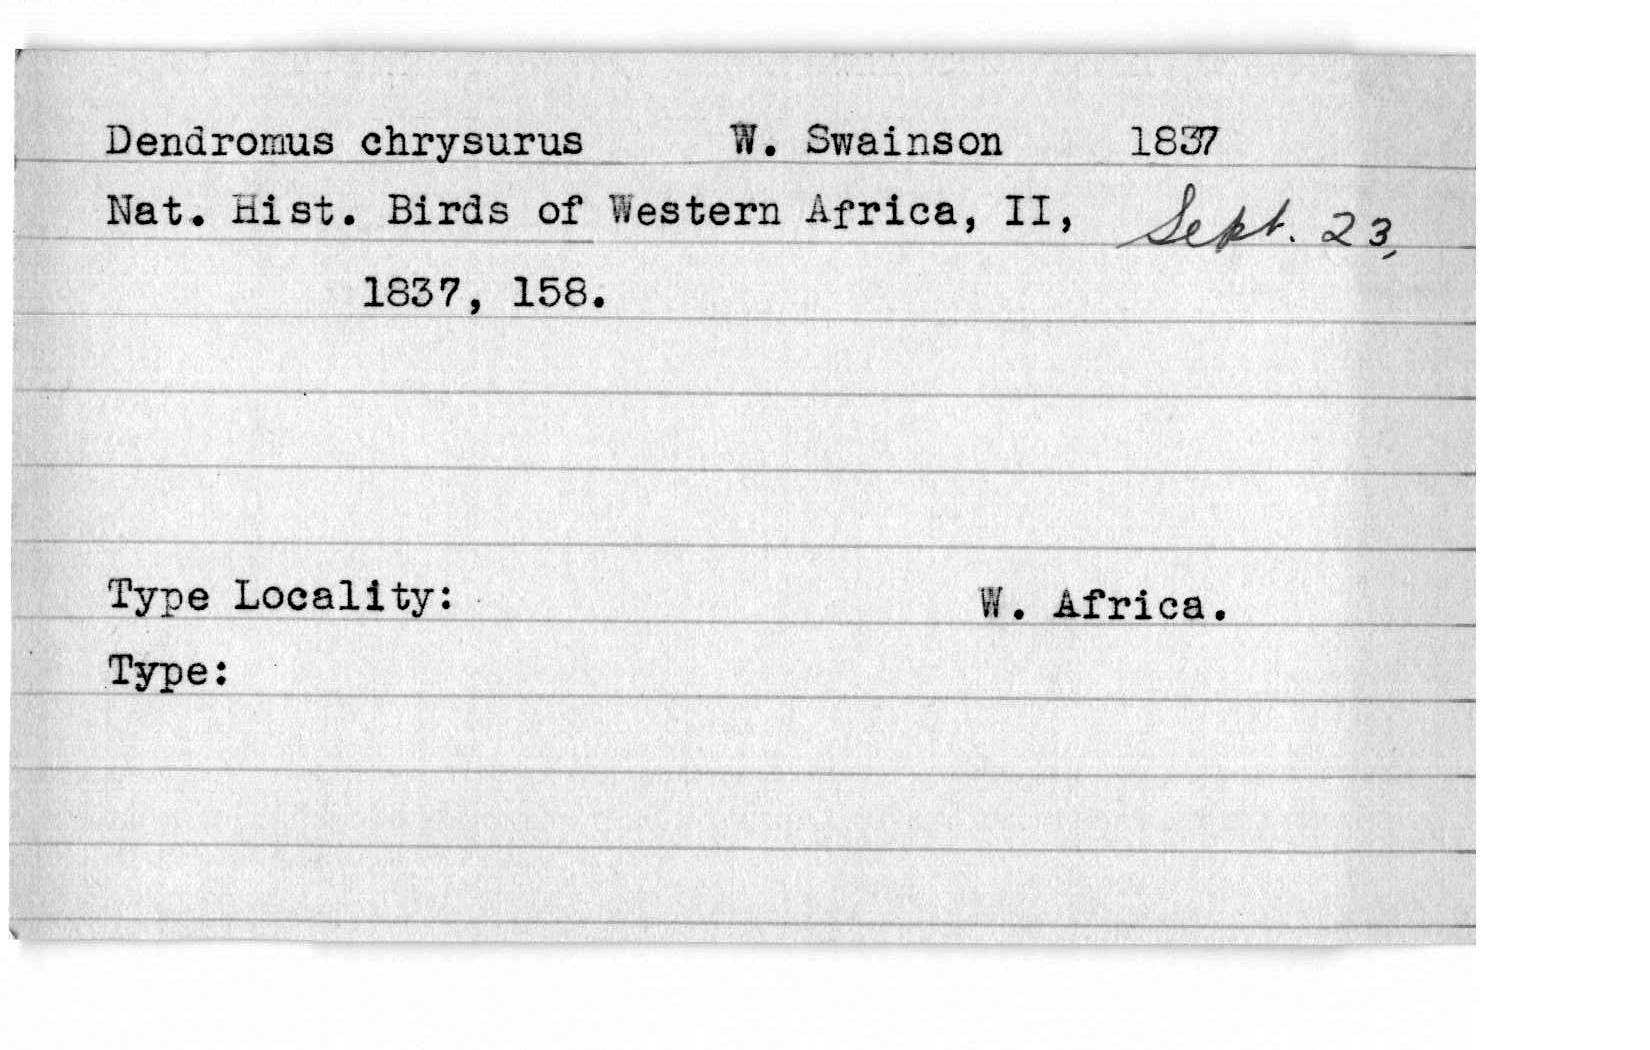 Dendromus chrysurus W. Swainson 1837
Nat. Hist. Birds of Western Africa, II, Sept. 23,
1837, 158.
Type Locality: W. Africa.
Type: